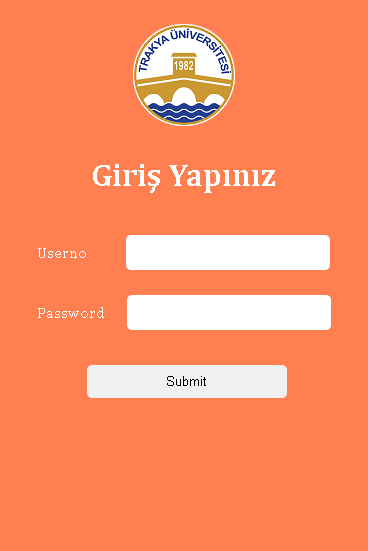 TRAKYA ÜNİVERSİTESİ
1982
Giriş Yapınız
Userno
Password
Submit